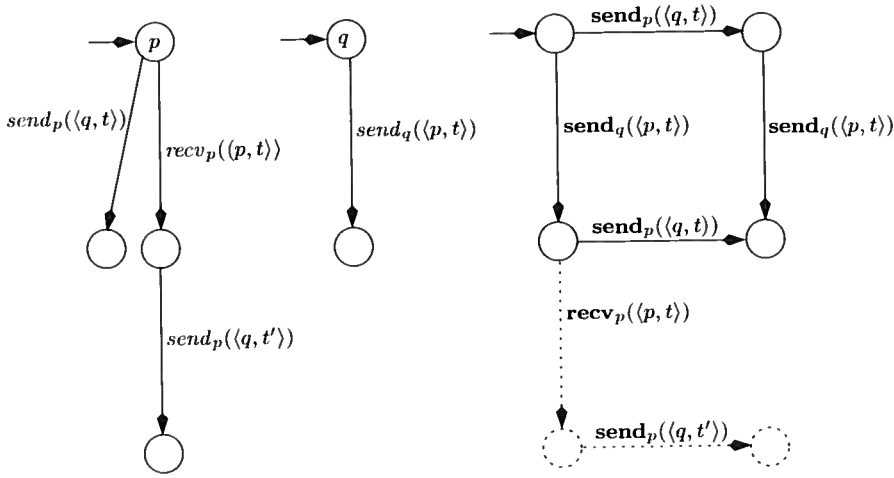 p
q
send_p(⟨q, t⟩)
send_p(⟨q, t⟩)
recv_p(⟨p, t⟩)
send_q(⟨p, t⟩)
send_q(⟨p, t⟩)
send_q(⟨p, t⟩)
send_p(⟨q, t⟩)
send_p(⟨q, t′⟩)
recv_p(⟨p, t⟩)
send_p(⟨q, t′⟩)